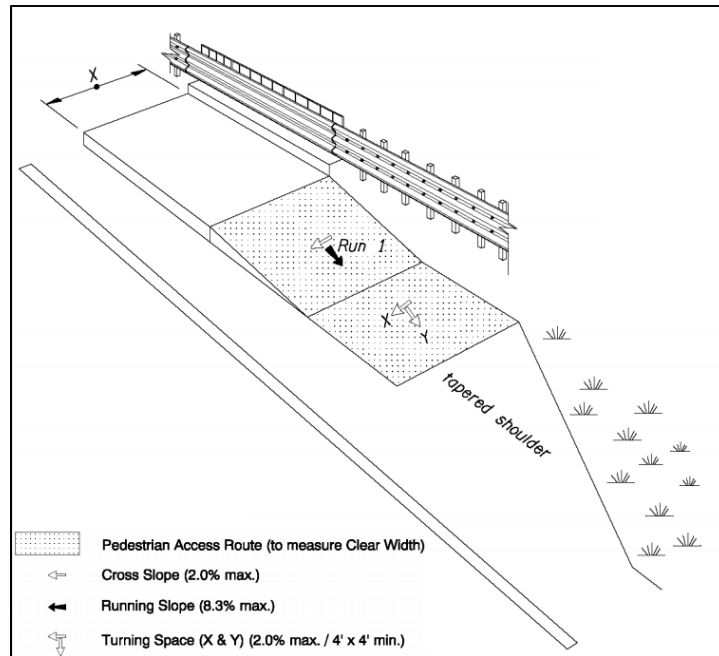 X
Run 1
X
Y
tapered shoulder
Pedestrian Access Route (to measure Clear Width)
Cross Slope (2.0% max.)
Running Slope (8.3% max.)
Turning Space (X & Y) (2.0% max. / 4' x 4' min.)